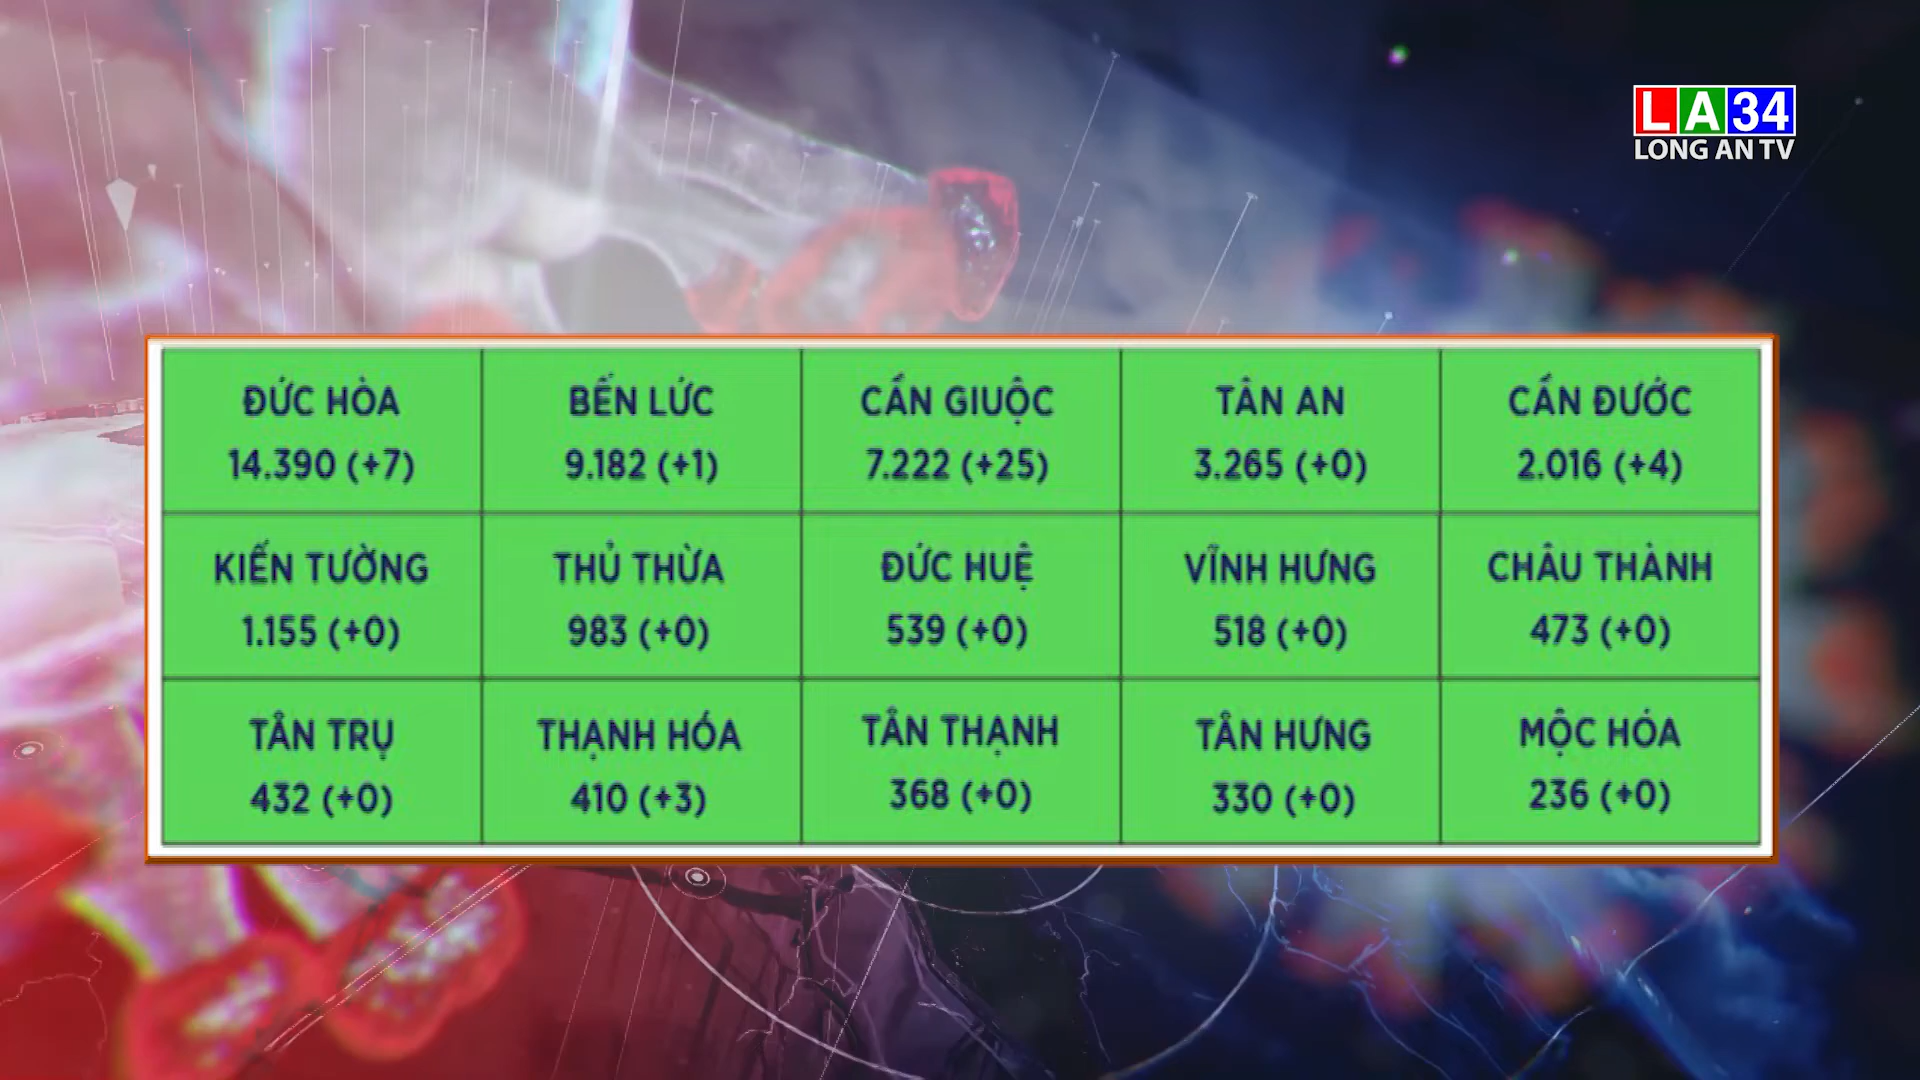 LA34
LONG AN TV
ĐỨC HÒA
14.390 (+7)
BẾN LỨC
9.182 (+1)
CẦN GIUỘC
7.222 (+25)
TÂN AN
3.265 (+0)
CẦN ĐƯỚC
2.016 (+4)
KIẾN TƯỜNG
1.155 (+0)
THỦ THỪA
983 (+0)
ĐỨC HUỆ
539 (+0)
VĨNH HƯNG
518 (+0)
CHÂU THÀNH
473 (+0)
TÂN TRỤ
432 (+0)
THẠNH HÓA
410 (+3)
TÂN THẠNH
368 (+0)
TÂN HƯNG
330 (+0)
MỘC HÓA
236 (+0)